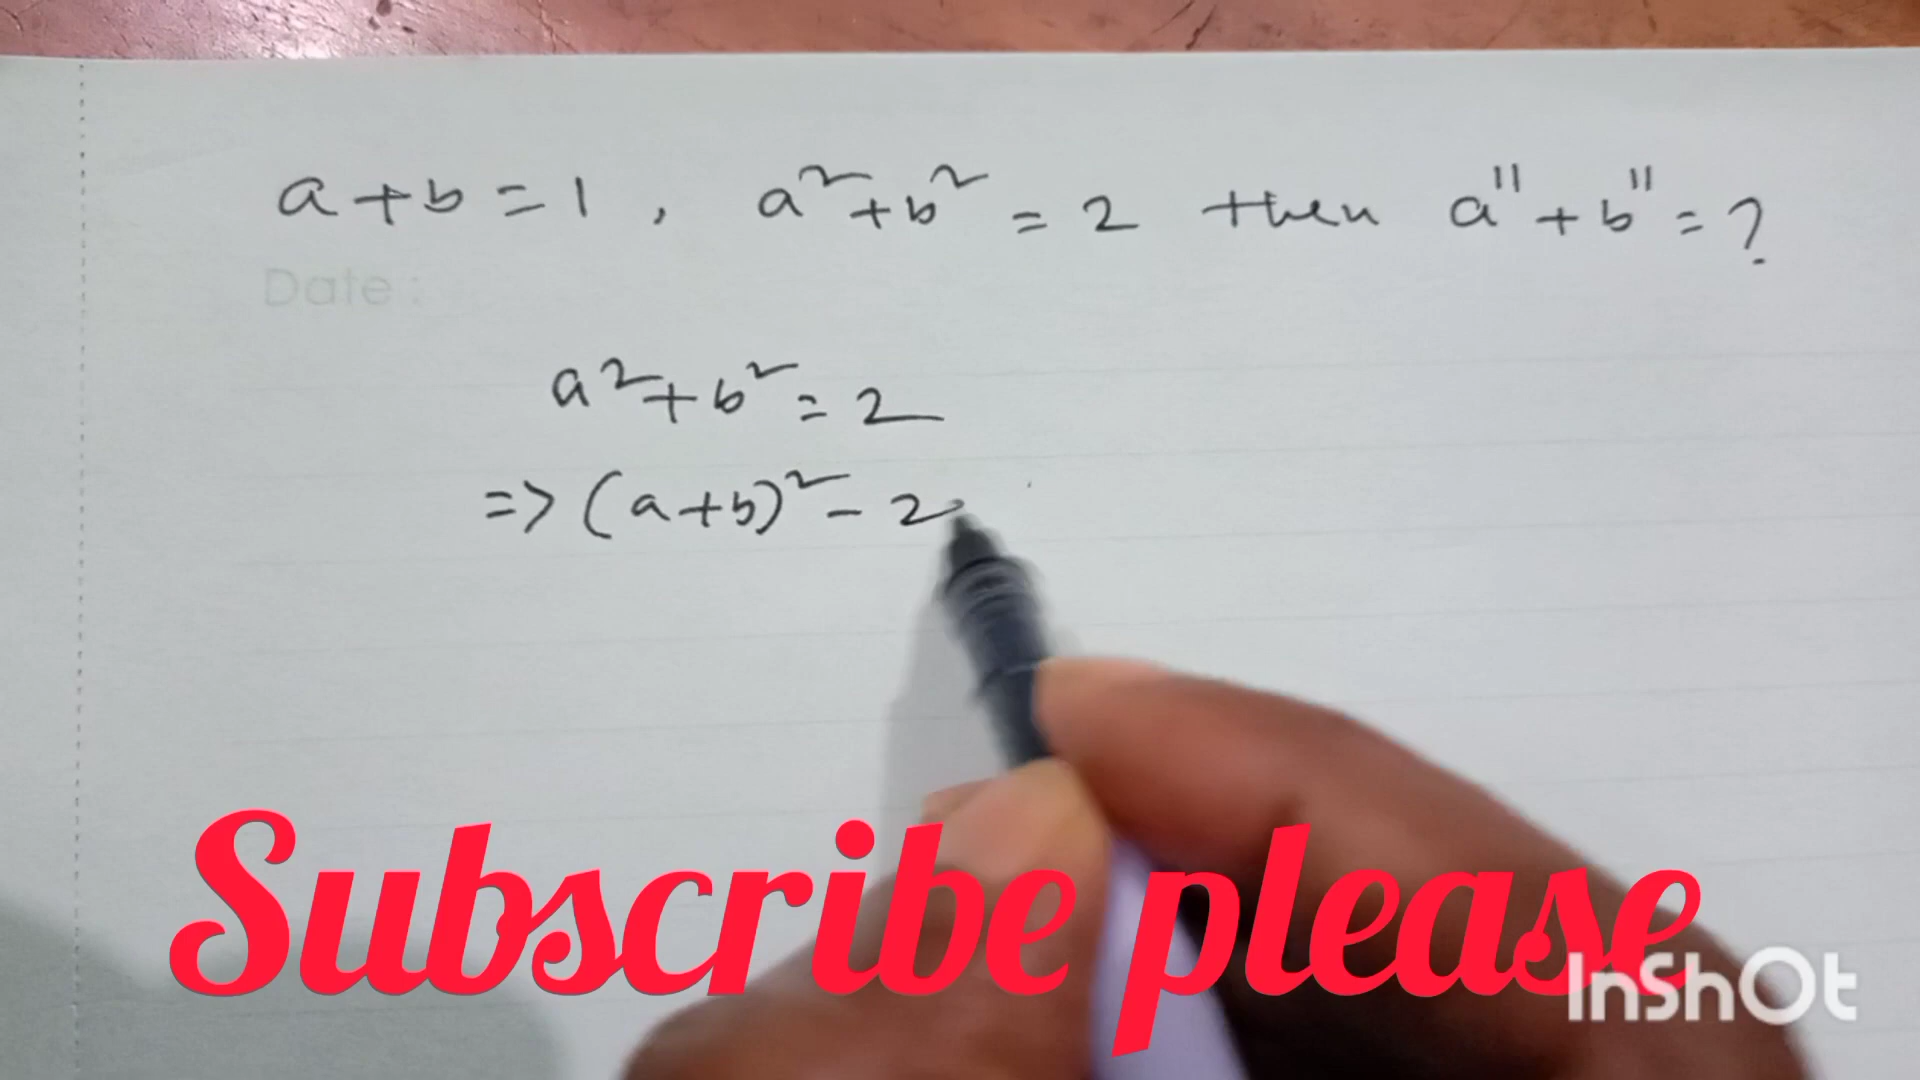 a+b=1, a²+b²=2 then a¹¹+b¹¹=?
Date :
a²+b²=2
=> (a+b)²-2
Subscribe please
InShOt